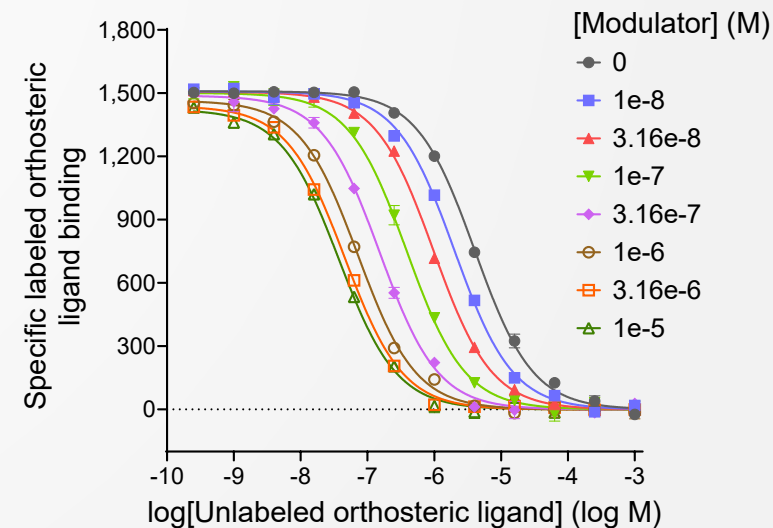 [Modulator] (M)
0
1e-8
3.16e-8
1e-7
3.16e-7
1e-6
3.16e-6
1e-5
Specific labeled orthosteric
ligand binding
1,800
1,500
1,200
900
600
300
0
-10 -9 -8 -7 -6 -5 -4 -3
log[Unlabeled orthosteric ligand] (log M)